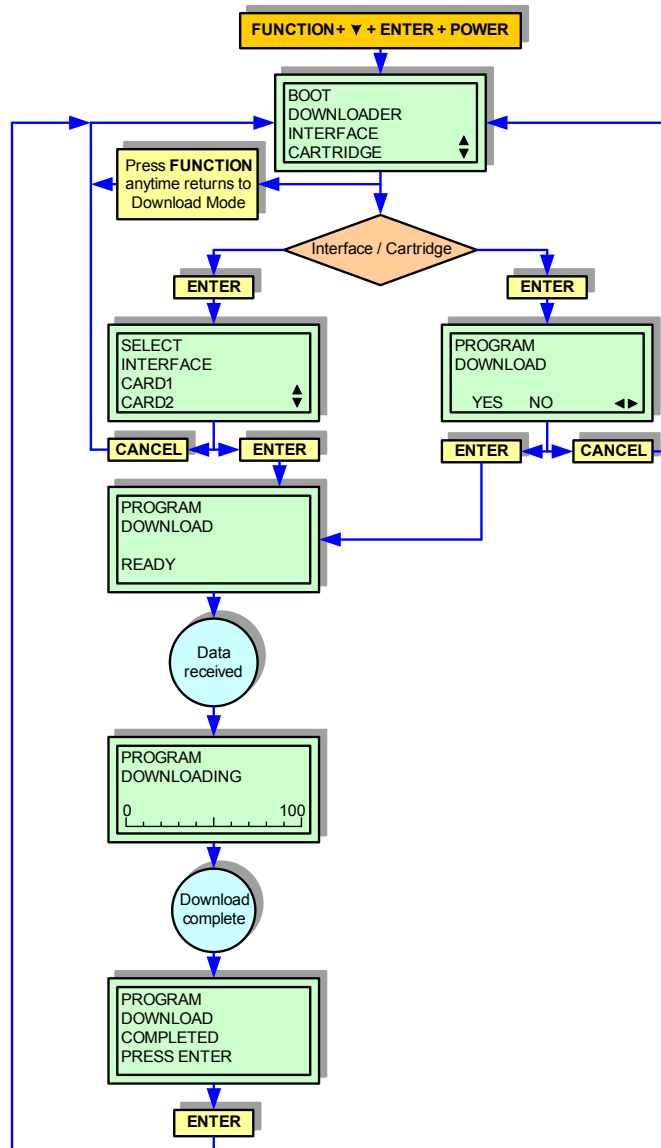 FUNCTION + ▼ + ENTER + POWER
BOOT
DOWNLOADER
INTERFACE
CARTRIDGE
Press FUNCTION
anytime returns to
Download Mode
Interface / Cartridge
ENTER
ENTER
SELECT
INTERFACE
CARD1
CARD2
PROGRAM
DOWNLOAD
YES NO
CANCEL
ENTER
ENTER
CANCEL
PROGRAM
DOWNLOAD
READY
Data
received
PROGRAM
DOWNLOADING
0 100
Download
complete
PROGRAM
DOWNLOAD
COMPLETED
PRESS ENTER
ENTER